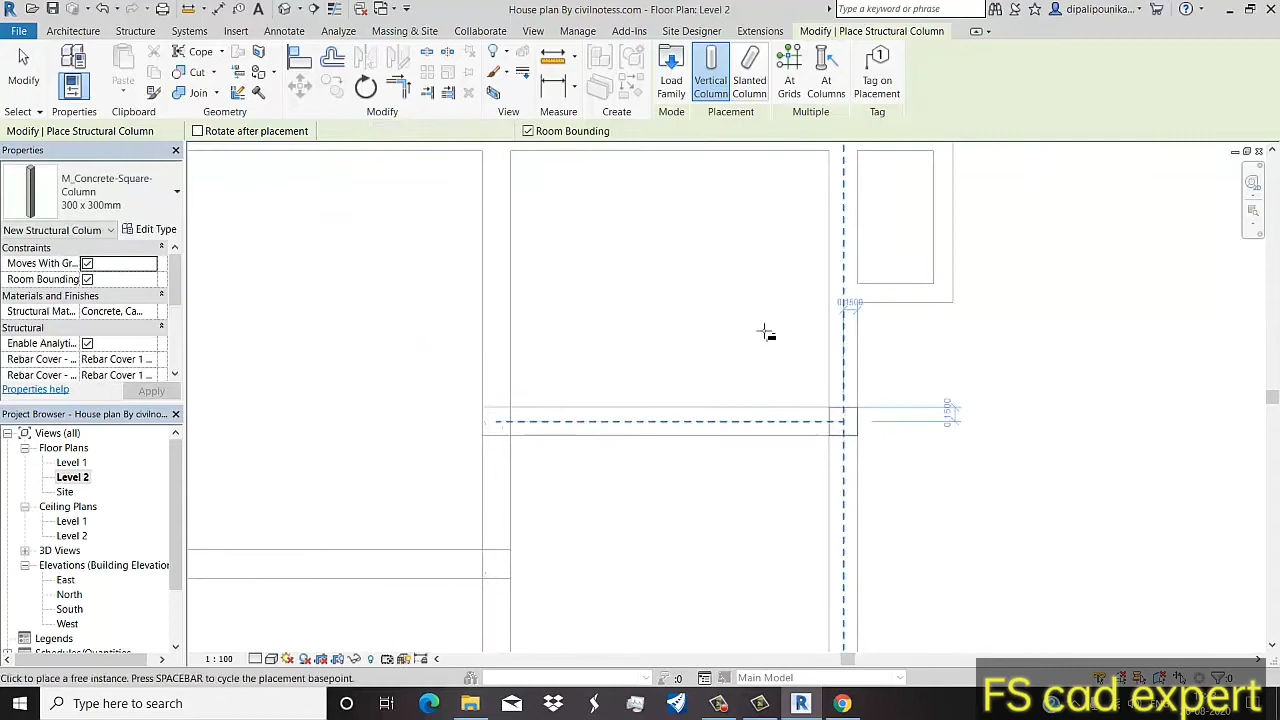 House plan By civilnotess.com - Floor Plan: Level 2
Type a keyword or phrase
dipalipounika...
File
Architecture
Structure
Systems
Insert
Annotate
Analyze
Massing & Site
Collaborate
View
Manage
Add-Ins
Site Designer
Extensions
Modify | Place Structural Column
Modify
Paste
Cope
Cut
Join
Load Family
Vertical Column
Slanted Column
At Grids
At Columns
Tag on Placement
Select
Properties
Clipboard
Geometry
Modify
View
Measure
Create
Mode
Placement
Multiple
Tag
Modify | Place Structural Column
Rotate after placement
Room Bounding
Properties
M_Concrete-Square-
Column
300 x 300mm
New Structural Colum
Edit Type
Constraints
Moves With Gr...
Room Bounding
Materials and Finishes
Structural Mat... Concrete, Ca...
Structural
Enable Analyti...
Rebar Cover - ... Rebar Cover 1 ...
Rebar Cover - ... Rebar Cover 1 ...
Properties help
Apply
Project Browser - House plan By civilno...
Views (all)
Floor Plans
Level 1
Level 2
Site
Ceiling Plans
Level 1
Level 2
3D Views
Elevations (Building Elevation
East
North
South
West
Legends
0.1500
0.1500
1 : 100
Click to place a free instance. Press SPACEBAR to cycle the placement basepoint.
:0
Main Model
:0
Type here to search
FS cad expert